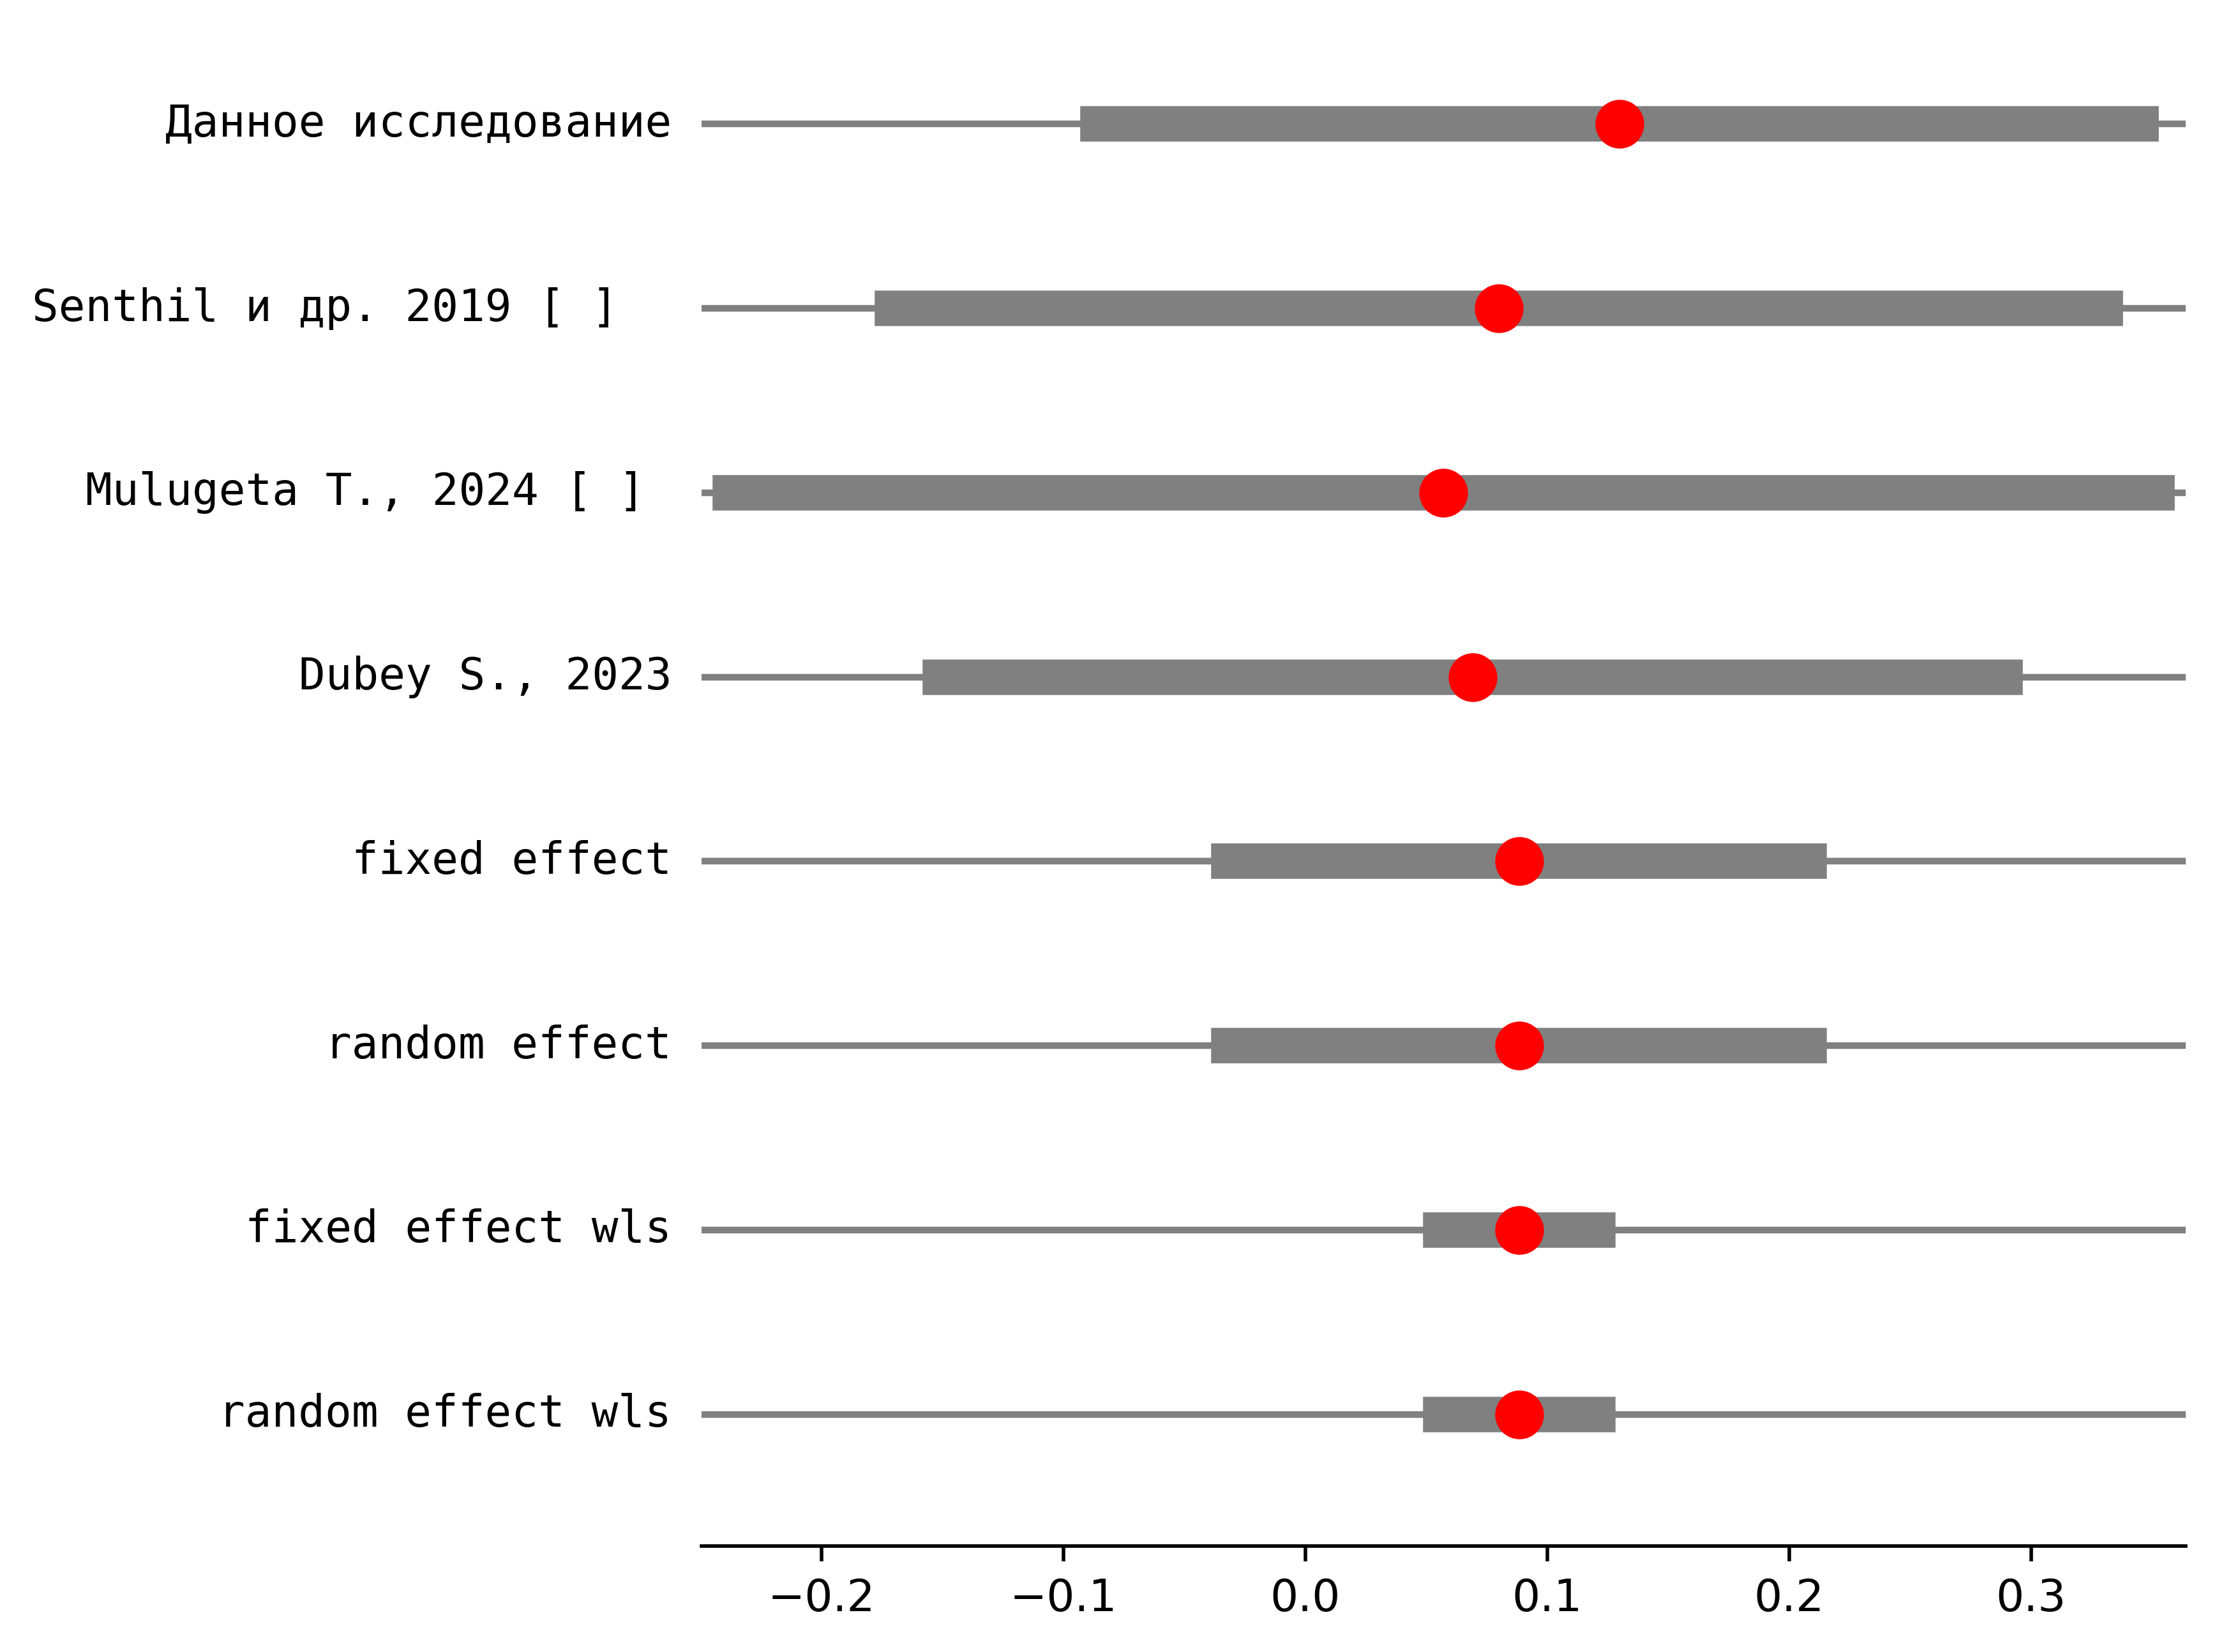 Данное исследование
Senthil и др. 2019 [ ]
Mulugeta T., 2024 [ ]
Dubey S., 2023
fixed effect
random effect
fixed effect wls
random effect wls
−0.2 −0.1 0.0 0.1 0.2 0.3